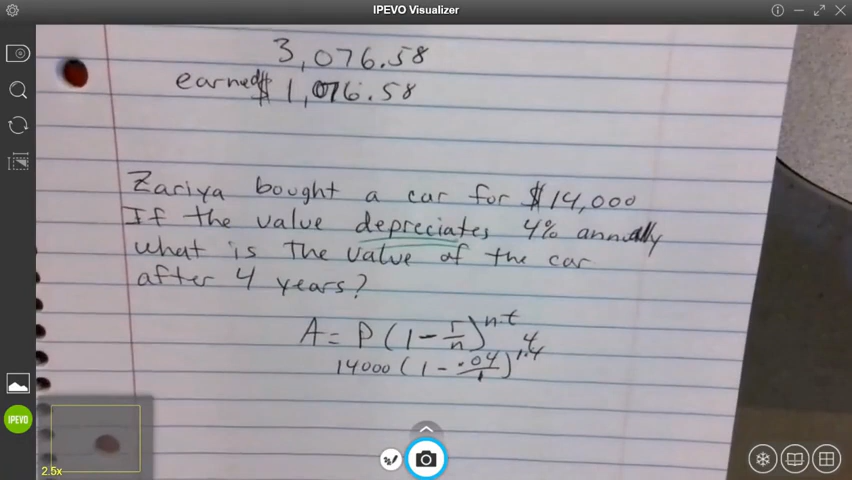 IPEVO Visualizer
3,076.58
earned $ 1,076.58
Zariya bought a car for $14,000
If the value depreciates 4% annually
what is the value of the car
after 4 years?
A = P(1 - r/n)^n·t
4
14000(1 - .04/1)^1·4
IPEVO
2.5x